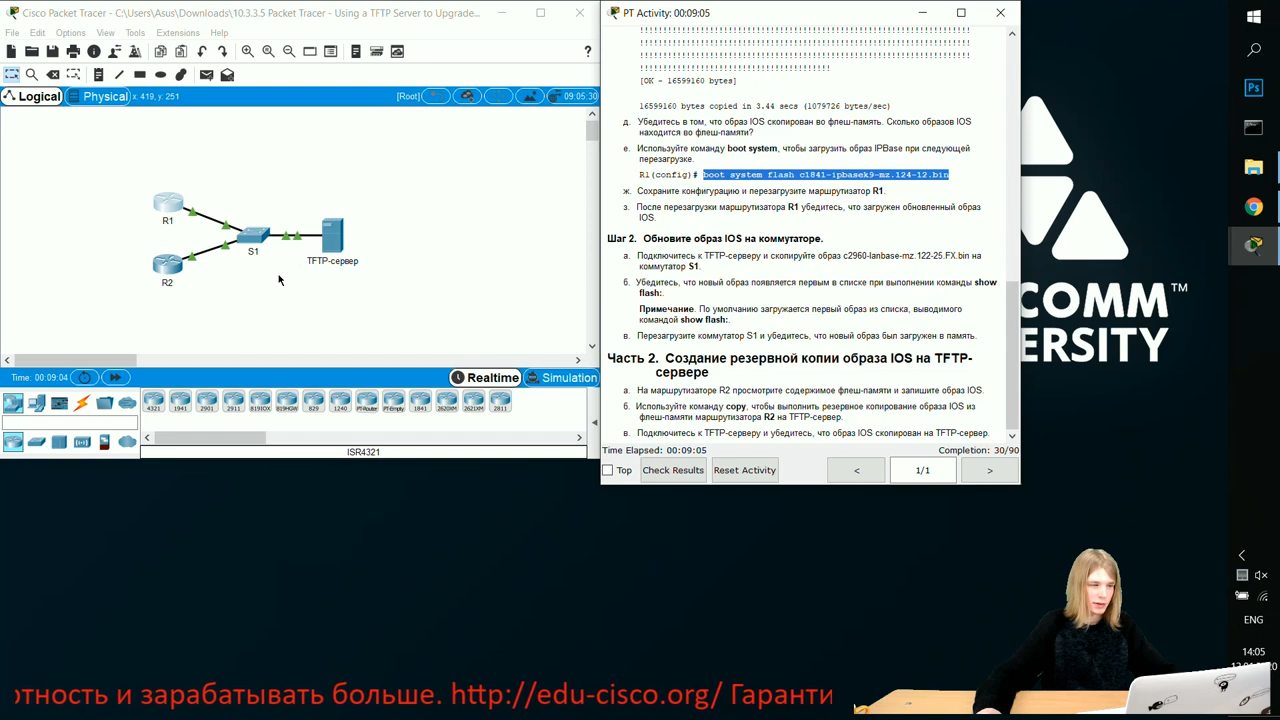 Cisco Packet Tracer - C:\Users\Asus\Downloads\10.3.3.5 Packet Tracer - Using a TFTP Server to Upgrade...
File Edit Options View Tools Extensions Help
?
Logical Physical x: 419, y: 251 [Root] 09:05:30
R1
S1
TFTP-сервер
R2
Time: 00:09:04 Realtime Simulation
4321 1941 2901 2911 819IOX 819HGW 829 1240 PT-Router PT-Empty 1841 2620XM 2621XM 2811
ISR4321
PT Activity: 00:09:05
!!!!!!!!!!!!!!!!!!!!!!!!!!!!!!!!!!!!!!!!!!!!!!!!!!!!!!!!!!!!!!!!!!!!!!
!!!!!!!!!!!!!!!!!!!!!!!!!!!!!!!!!!!!!!!!!!!!!!!!!!!!!!!!!!!!!!!!!!!!!!
!!!!!!!!!!!!!!!!!!!!!!!!!!!!!!!!!!!!!!!!!!!!!!!!!!!!!!!!!!!!!!!!!!!!!!
!!!!!!!!!!!!!!!!!!!!!!!!!!!!!!!!!!!!!!!!
[OK - 16599160 bytes]
16599160 bytes copied in 3.44 secs (1079726 bytes/sec)
д. Убедитесь в том, что образ IOS скопирован во флеш-память. Сколько образов IOS
находится во флеш-памяти?
е. Используйте команду boot system, чтобы загрузить образ IPBase при следующей
перезагрузке.
R1(config)# boot system flash c1841-ipbasek9-mz.124-12.bin
ж. Сохраните конфигурацию и перезагрузите маршрутизатор R1.
з. После перезагрузки маршрутизатора R1 убедитесь, что загружен обновленный образ
IOS.
Шаг 2. Обновите образ IOS на коммутаторе.
а. Подключитесь к TFTP-серверу и скопируйте образ c2960-lanbase-mz.122-25.FX.bin на
коммутатор S1.
б. Убедитесь, что новый образ появляется первым в списке при выполнении команды show
flash:.
Примечание. По умолчанию загружается первый образ из списка, выводимого
командой show flash:.
в. Перезагрузите коммутатор S1 и убедитесь, что новый образ был загружен в память.
Часть 2. Создание резервной копии образа IOS на TFTP-
сервере
а. На маршрутизаторе R2 просмотрите содержимое флеш-памяти и запишите образ IOS.
б. Используйте команду copy, чтобы выполнить резервное копирование образа IOS из
флеш-памяти маршрутизатора R2 на TFTP-сервер.
в. Подключитесь к TFTP-серверу и убедитесь, что образ IOS скопирован на TFTP-сервер.
Time Elapsed: 00:09:05 Completion: 30/90
Top Check Results Reset Activity < 1/1 >
COMM
ERSITY
™
Ps
ENG
14:05
отность и зарабатывать больше. http://edu-cisco.org/ Гаранти